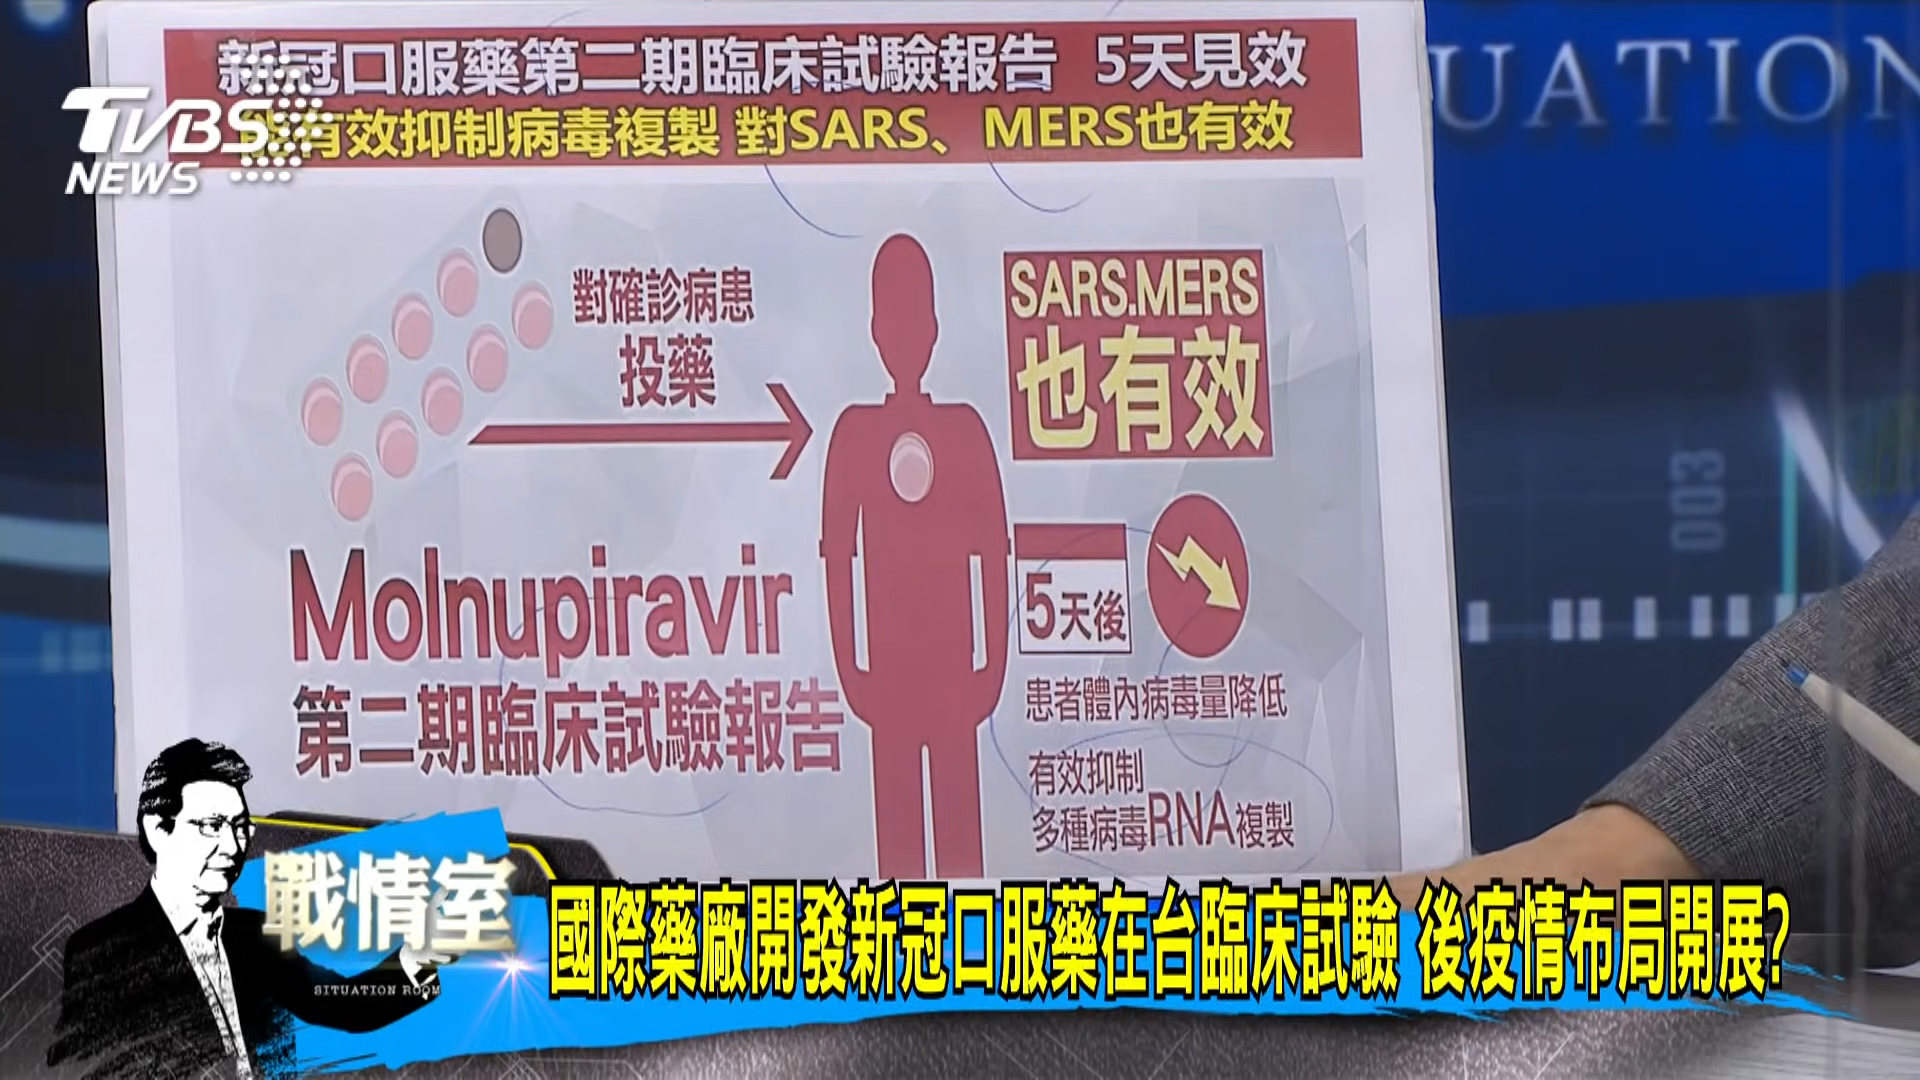 新冠口服藥第二期臨床試驗報告 5天見效
有效抑制病毒複製 對SARS、MERS也有效
TVBS
NEWS
UATION
對確診病患
投藥
SARS.MERS
也有效
003
Molnupiravir
第二期臨床試驗報告
5天後
患者體內病毒量降低
有效抑制
多種病毒RNA複製
戰情室
SITUATION ROOM
國際藥廠開發新冠口服藥在台臨床試驗 後疫情布局開展?